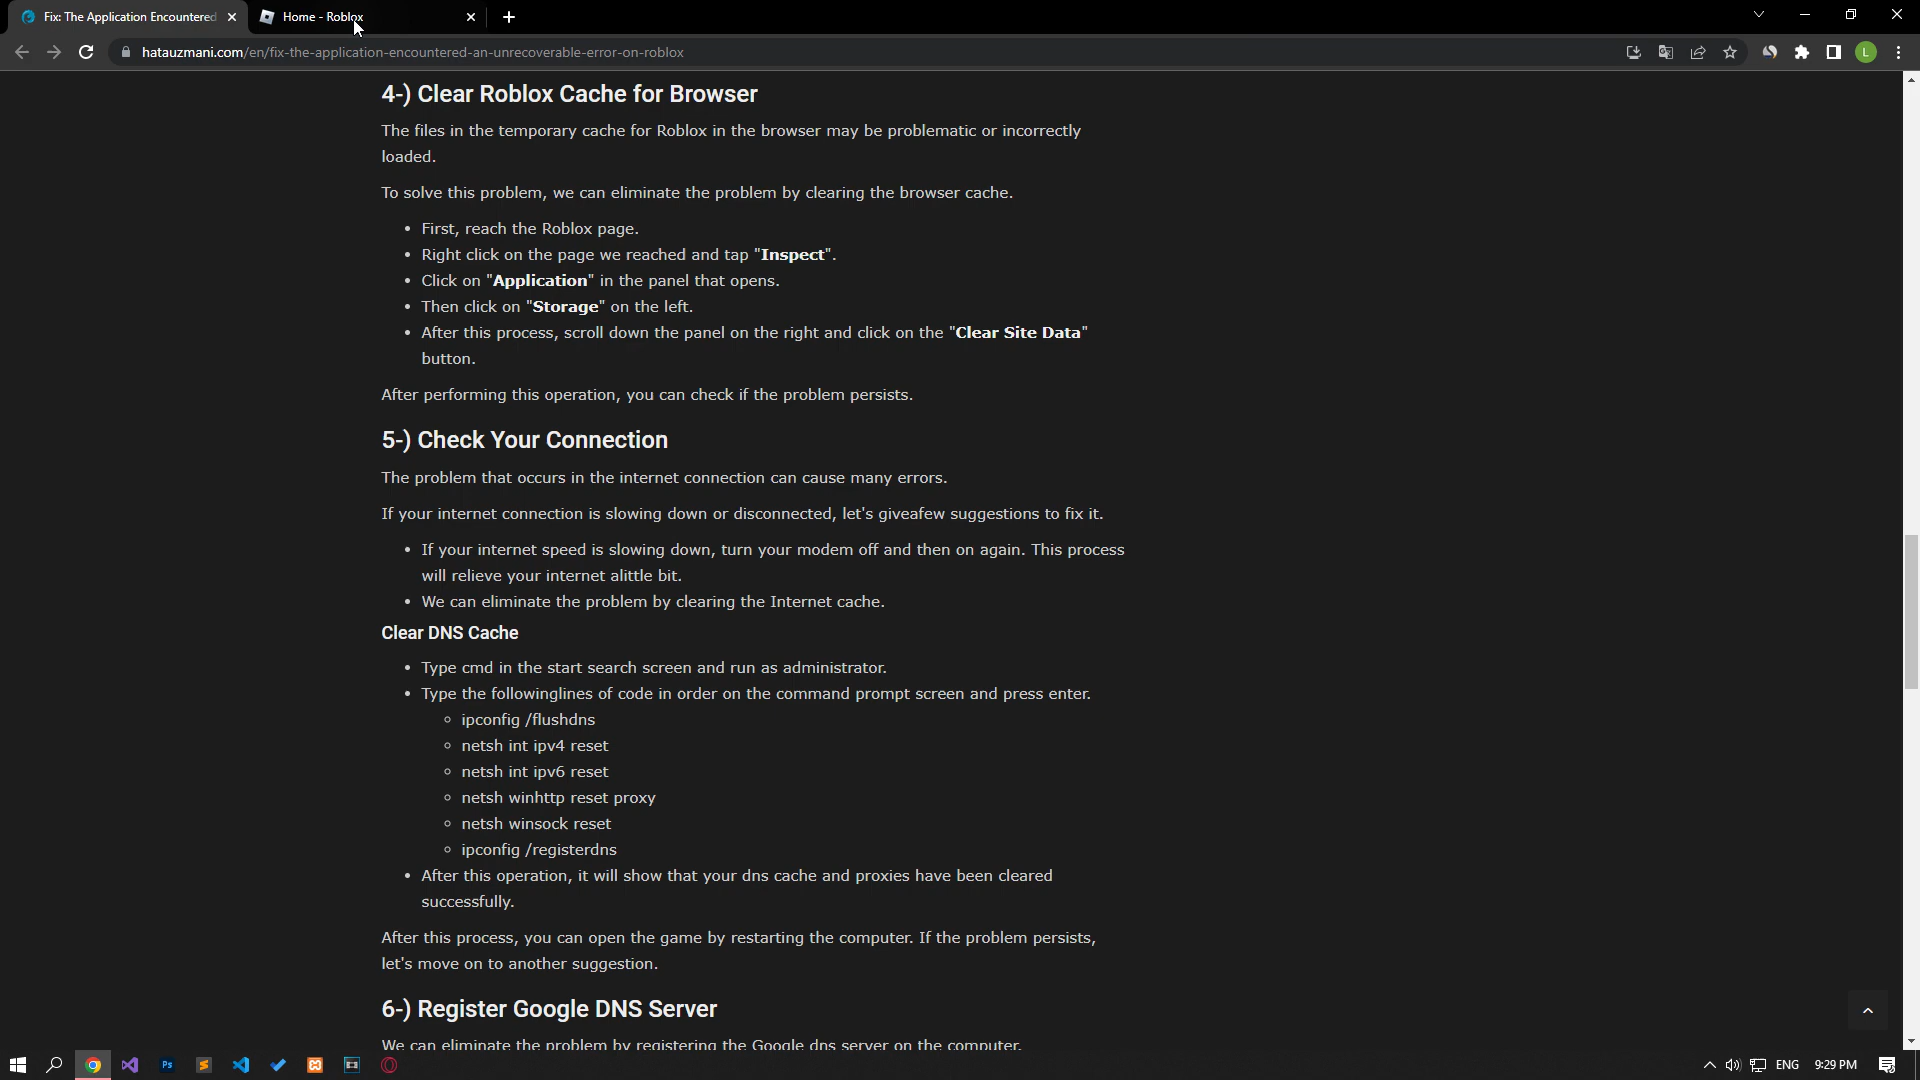 Fix: The Application Encountered
Home - Roblox
hatauzmani.com/en/fix-the-application-encountered-an-unrecoverable-error-on-roblox
L
4-) Clear Roblox Cache for Browser
The files in the temporary cache for Roblox in the browser may be problematic or incorrectly
loaded.
To solve this problem, we can eliminate the problem by clearing the browser cache.
• First, reach the Roblox page.
• Right click on the page we reached and tap "Inspect".
• Click on "Application" in the panel that opens.
• Then click on "Storage" on the left.
• After this process, scroll down the panel on the right and click on the "Clear Site Data"
button.
After performing this operation, you can check if the problem persists.
5-) Check Your Connection
The problem that occurs in the internet connection can cause many errors.
If your internet connection is slowing down or disconnected, let's giveafew suggestions to fix it.
• If your internet speed is slowing down, turn your modem off and then on again. This process
will relieve your internet alittle bit.
• We can eliminate the problem by clearing the Internet cache.
Clear DNS Cache
• Type cmd in the start search screen and run as administrator.
• Type the followinglines of code in order on the command prompt screen and press enter.
◦ ipconfig /flushdns
◦ netsh int ipv4 reset
◦ netsh int ipv6 reset
◦ netsh winhttp reset proxy
◦ netsh winsock reset
◦ ipconfig /registerdns
• After this operation, it will show that your dns cache and proxies have been cleared
successfully.
After this process, you can open the game by restarting the computer. If the problem persists,
let's move on to another suggestion.
6-) Register Google DNS Server
We can eliminate the problem by registering the Google dns server on the computer.
Ps
ENG
9:29 PM